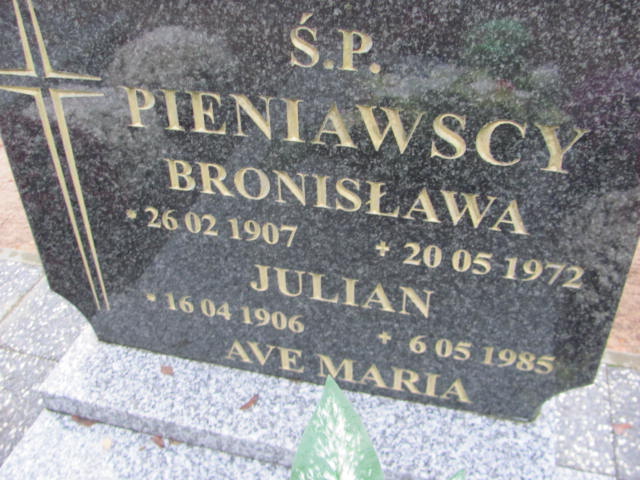 Ś.P.
PIENIAWSCY
BRONISŁAWA
* 26 02 1907 + 20 05 1972
JULIAN
* 16 04 1906 + 6 05 1985
AVE MARIA